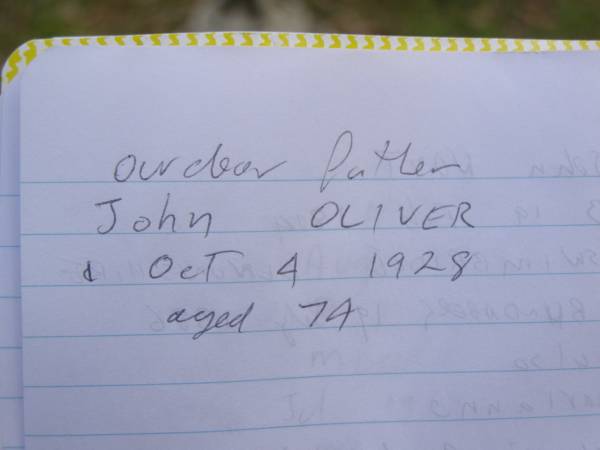 our dear father
John OLIVER
d Oct 4 1928
aged 74